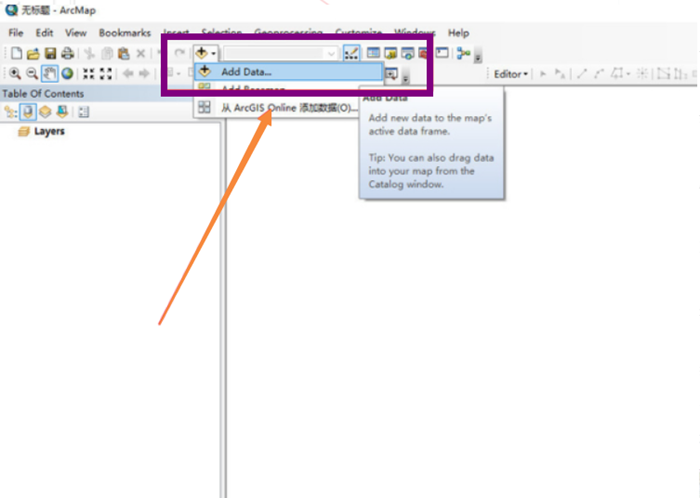 无标题 - ArcMap
File Edit View Bookmarks Insert Selection Geoprocessing Customize Windows Help
Add Data...
Editor
Table Of Contents
Add Basemap
Add Data
从 ArcGIS Online 添加数据(O)...
Add new data to the map's
active data frame.
Layers
Tip: You can also drag data
into your map from the
Catalog window.